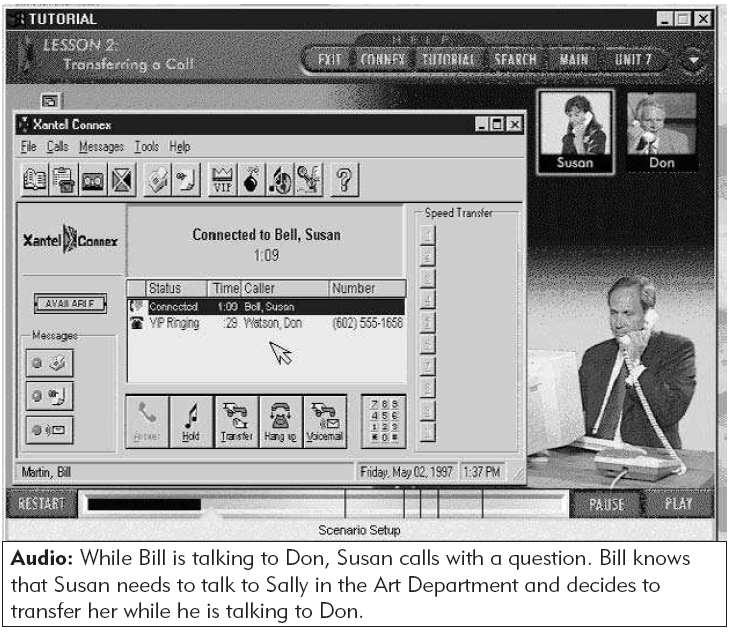 TUTORIAL
LESSON 2:
Transferring a Call
HELP
EXIT CONNEX TUTORIAL SEARCH MAIN UNIT 7
Susan Don
Xantel Connex
File Calls Messages Tools Help
VIP
?
Speed Transfer
Xantel Connex
Connected to Bell, Susan
1:09
Status Time Caller Number
Connected 1:09 Bell, Susan
VIP Ringing :29 Watson, Don (602) 555-1658
AVAILABLE
Messages
Answer Hold Transfer Hang up Voicemail
7 8 9
4 5 6
1 2 3
* 0 #
Martin, Bill Friday, May 02, 1997 1:37 PM
RESTART PAUSE PLAY
Scenario Setup
Audio: While Bill is talking to Don, Susan calls with a question. Bill knows
that Susan needs to talk to Sally in the Art Department and decides to
transfer her while he is talking to Don.